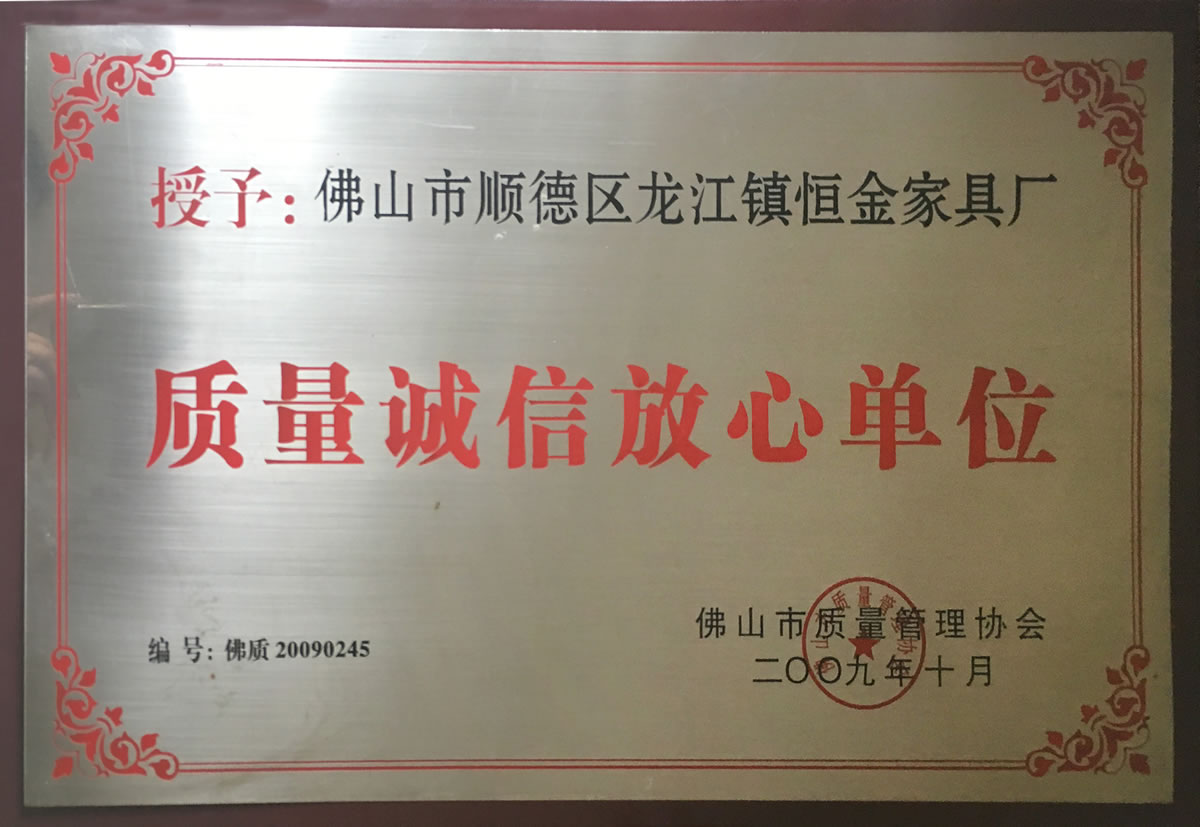 授予：佛山市顺德区龙江镇恒金家具厂
质量诚信放心单位
编号：佛质20090245
佛山市质量管理协会
二〇〇九年十月